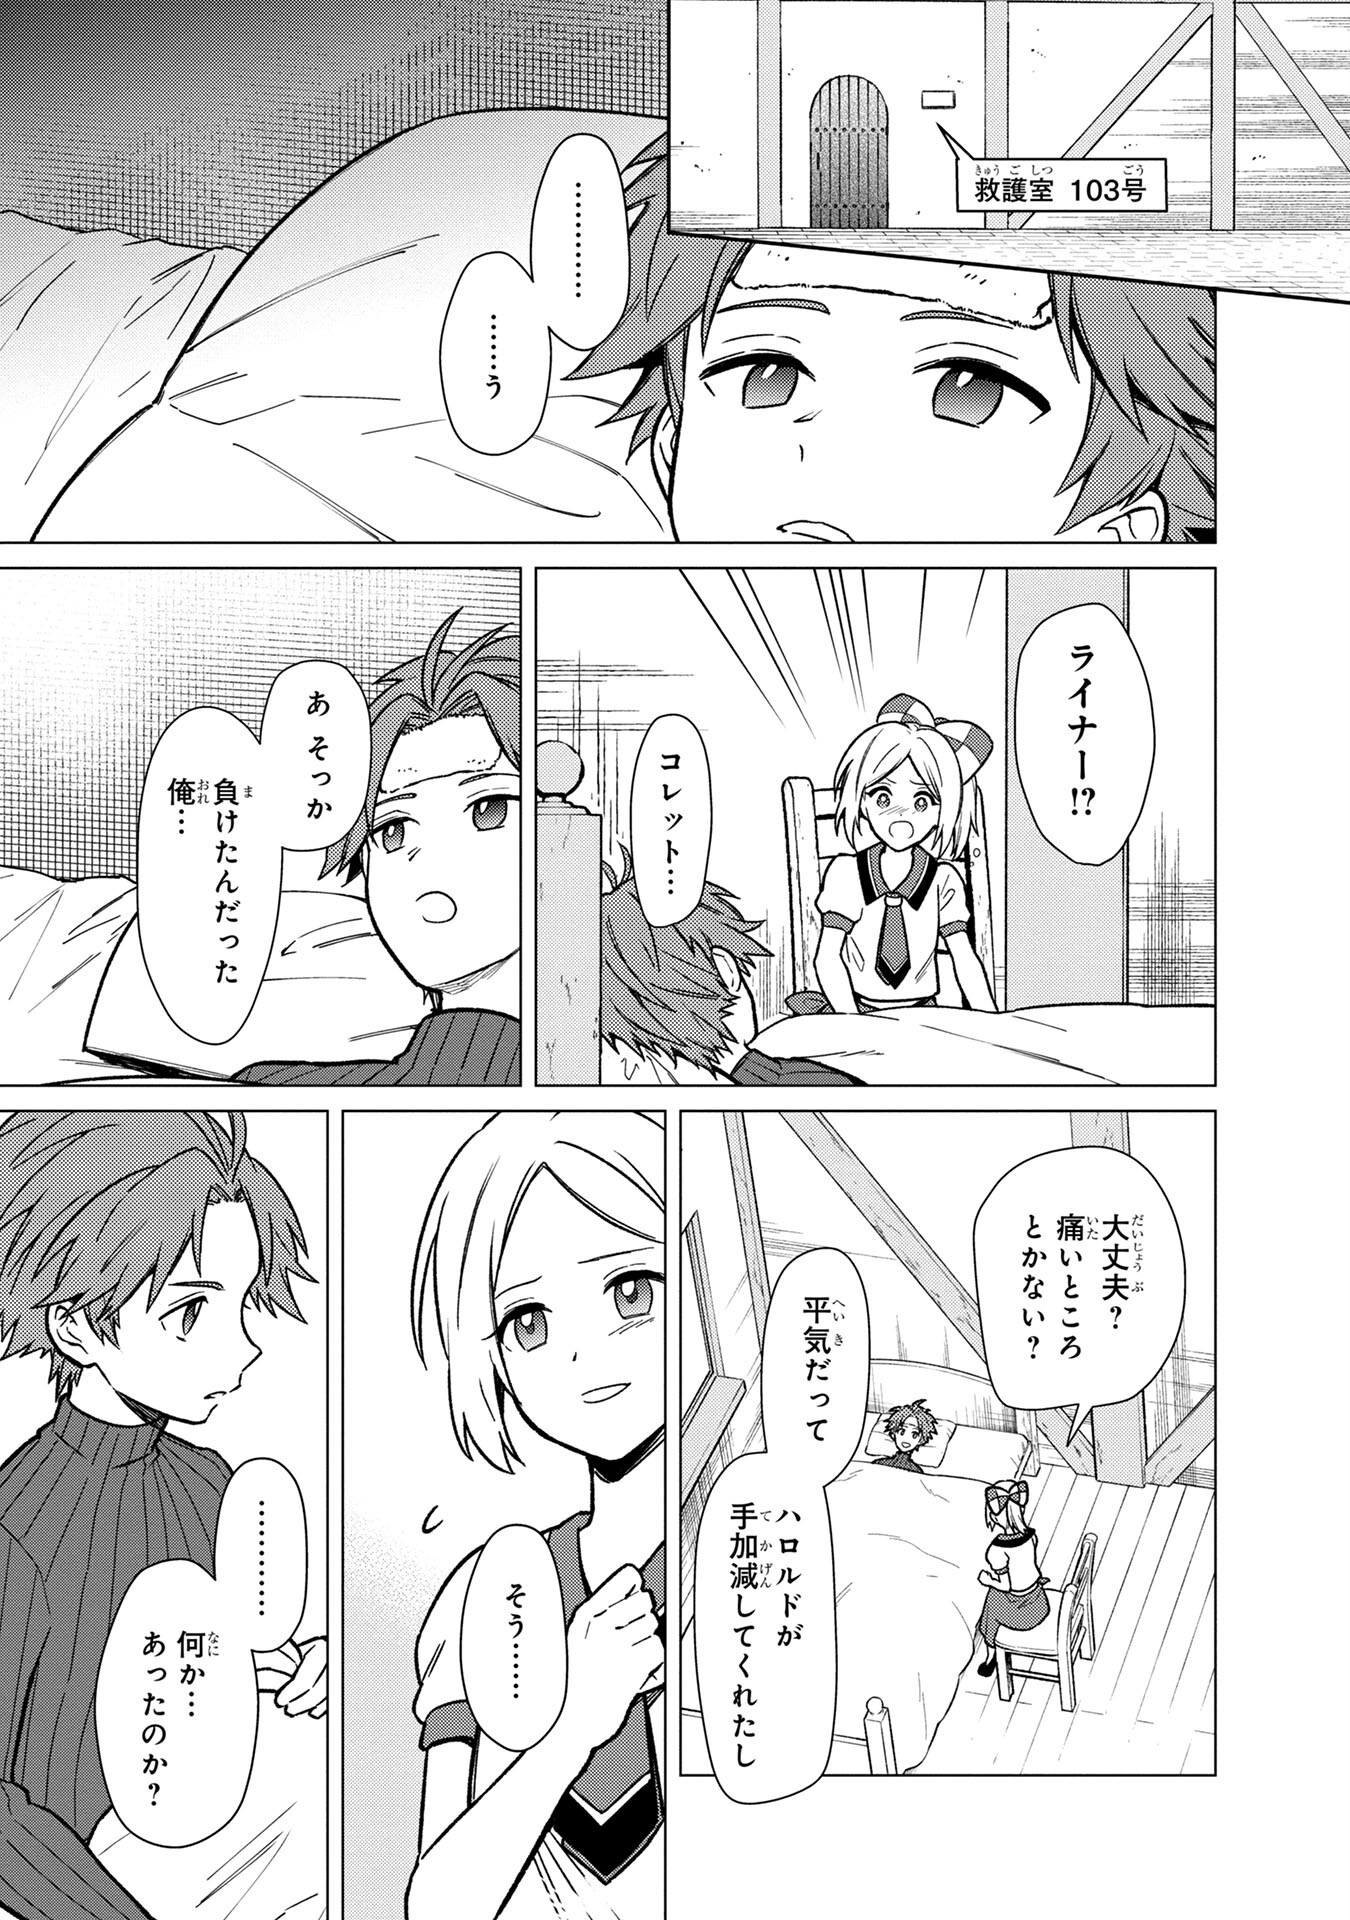 救護室 103号
………
……う
ライナー!?
コレット…
あ そっか
負けたんだった
俺…
大丈夫?
痛いところ
とかない?
平気だって
ハロルドが
手加減してくれたし
そう……
………
何か…
あったのか?